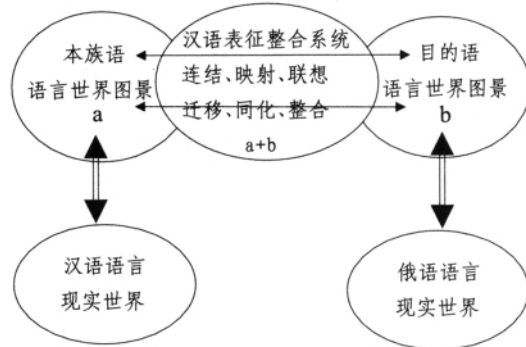 本族语
语言世界图景
a
汉语表征整合系统
连结、映射、联想
迁移、同化、整合
a+b
目的语
语言世界图景
b
汉语语言
现实世界
俄语语言
现实世界